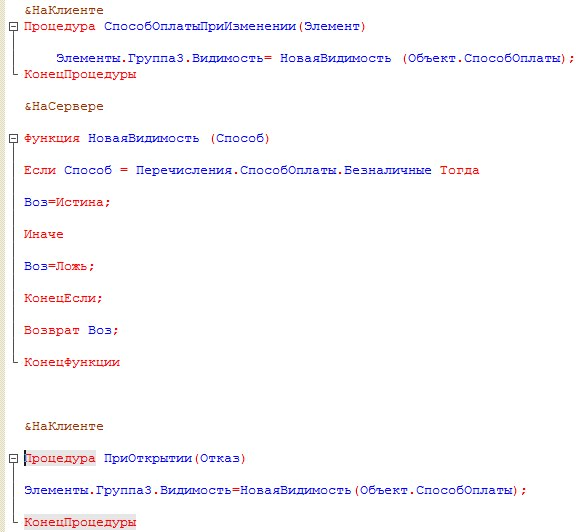 &НаКлиенте
Процедура СпособОплатыПриИзменении(Элемент)
Элементы.Группа3.Видимость= НоваяВидимость (Объект.СпособОплаты);
КонецПроцедуры
&НаСервере
Функция НоваяВидимость (Способ)
Если Способ = Перечисления.СпособОплаты.Безналичные Тогда
Воз=Истина;
Иначе
Воз=Ложь;
КонецЕсли;
Возврат Воз;
КонецФункции
&НаКлиенте
Процедура ПриОткрытии(Отказ)
Элементы.Группа3.Видимость=НоваяВидимость(Объект.СпособОплаты);
КонецПроцедуры